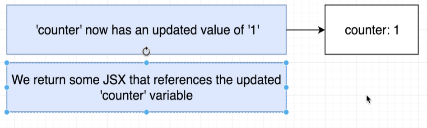 'counter' now has an updated value of '1'
counter: 1
We return some JSX that references the updated
'counter' variable